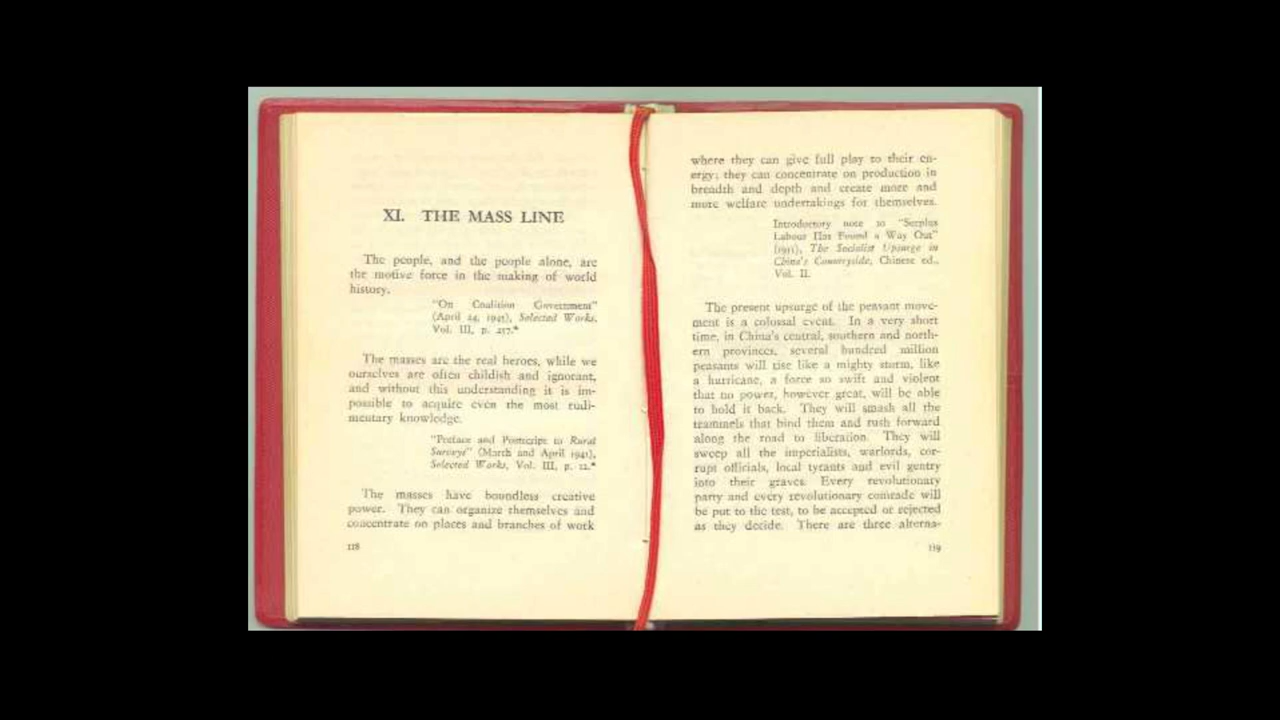 XI. THE MASS LINE
The people, and the people alone, are
the motive force in the making of world
history.
"On Coalition Government"
(April 24, 1945), Selected Works,
Vol. III, p. 257.*
The masses are the real heroes, while we
ourselves are often childish and ignorant,
and without this understanding it is im-
possible to acquire even the most rudi-
mentary knowledge.
"Preface and Postscript to Rural
Surveys" (March and April 1941),
Selected Works, Vol. III, p. 12.*
The masses have boundless creative
power. They can organize themselves and
concentrate on places and branches of work
118
where they can give full play to their en-
ergy; they can concentrate on production in
breadth and depth and create more and
more welfare undertakings for themselves.
Introductory note to "Surplus
Labour Has Found a Way Out"
(1955), The Socialist Upsurge in
China's Countryside, Chinese ed.,
Vol. II.
The present upsurge of the peasant move-
ment is a colossal event. In a very short
time, in China's central, southern and north-
ern provinces, several hundred million
peasants will rise like a mighty storm, like
a hurricane, a force so swift and violent
that no power, however great, will be able
to hold it back. They will smash all the
trammels that bind them and rush forward
along the road to liberation. They will
sweep all the imperialists, warlords, cor-
rupt officials, local tyrants and evil gentry
into their graves. Every revolutionary
party and every revolutionary comrade will
be put to the test, to be accepted or rejected
as they decide. There are three alterna-
119